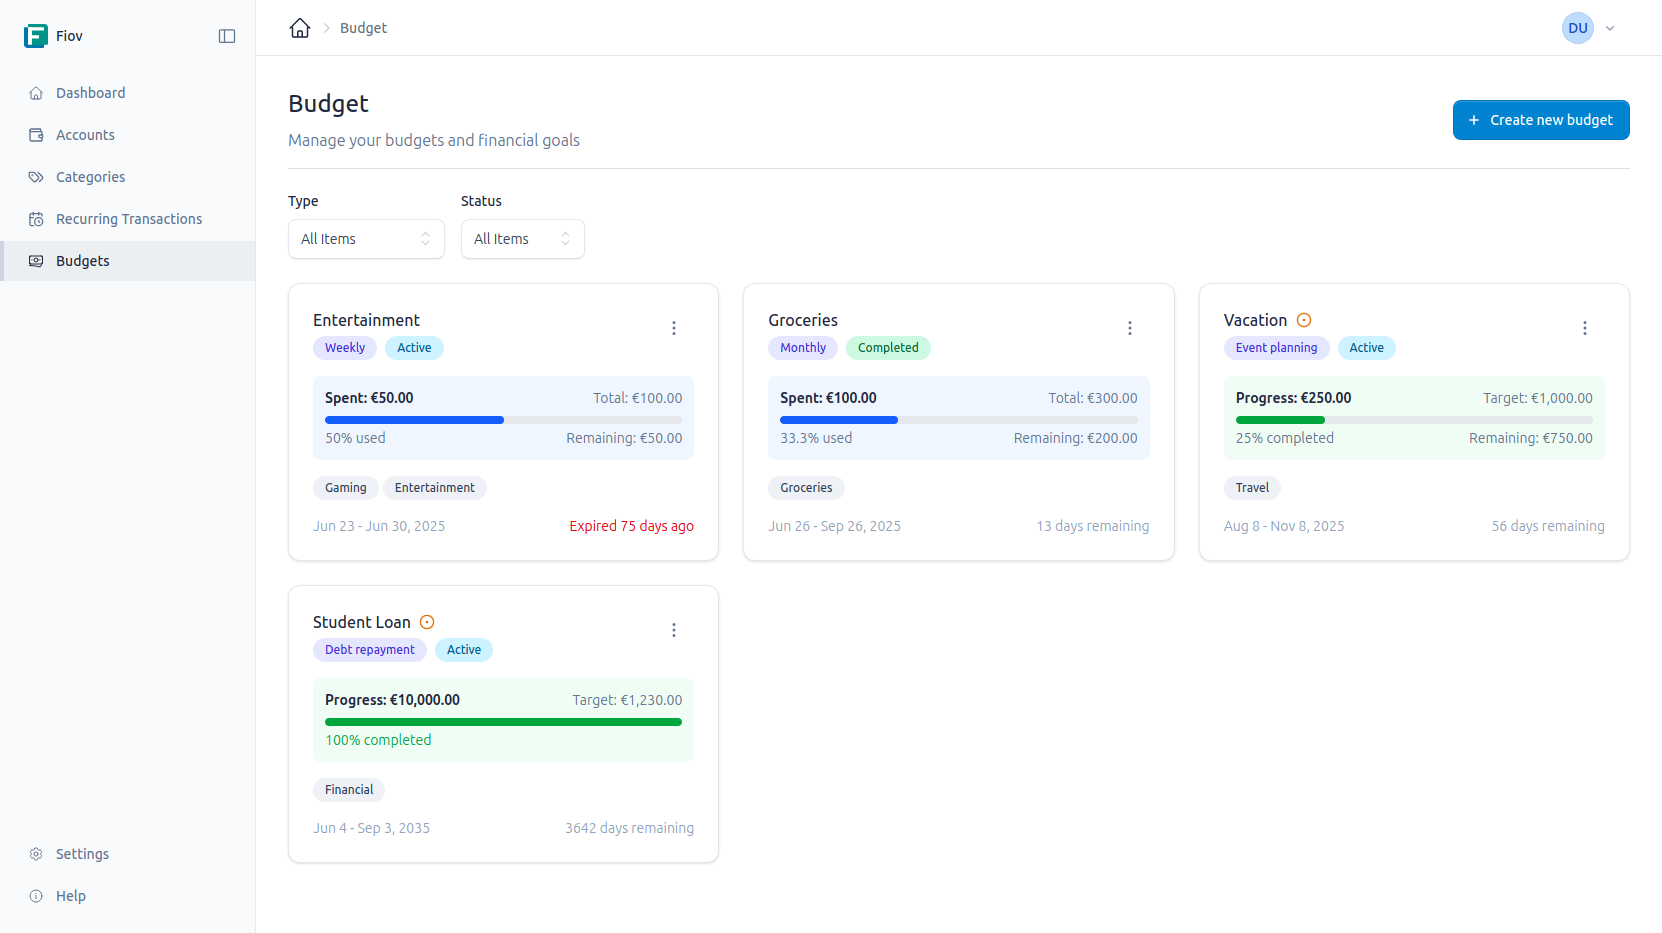 Fiov
Dashboard
Accounts
Categories
Recurring Transactions
Budgets
Settings
Help
Budget
DU
Budget
Manage your budgets and financial goals
+ Create new budget
Type
All Items
Status
All Items
Entertainment
Weekly Active
Spent: €50.00 Total: €100.00
50% used Remaining: €50.00
Gaming Entertainment
Jun 23 - Jun 30, 2025 Expired 75 days ago
Groceries
Monthly Completed
Spent: €100.00 Total: €300.00
33.3% used Remaining: €200.00
Groceries
Jun 26 - Sep 26, 2025 13 days remaining
Vacation
Event planning Active
Progress: €250.00 Target: €1,000.00
25% completed Remaining: €750.00
Travel
Aug 8 - Nov 8, 2025 56 days remaining
Student Loan
Debt repayment Active
Progress: €10,000.00 Target: €1,230.00
100% completed
Financial
Jun 4 - Sep 3, 2035 3642 days remaining